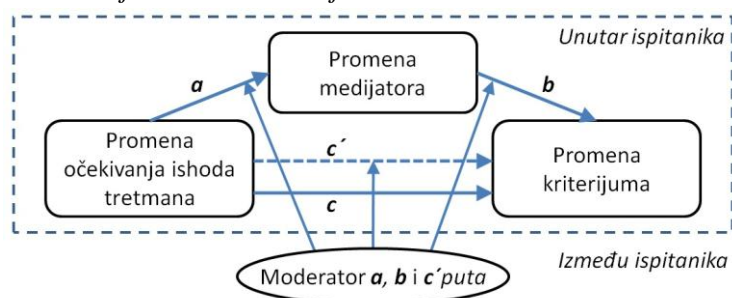 Unutar ispitanika
Promena
medijatora
a
b
Promena
očekivanja ishoda
tretmana
c´
c
Promena
kriterijuma
Između ispitanika
Moderator a, b i c´puta